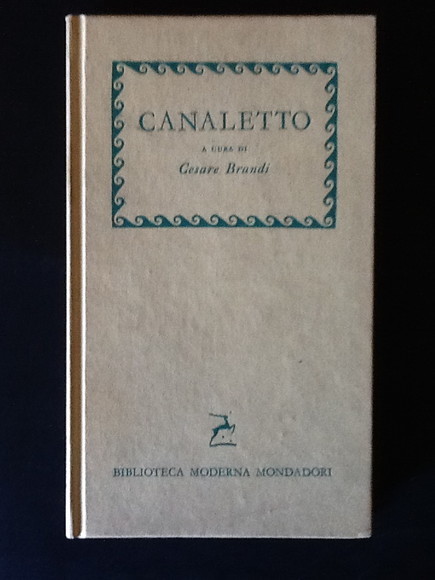 CANALETTO
A CURA DI
Cesare Brandi
BIBLIOTECA MODERNA MONDADORI